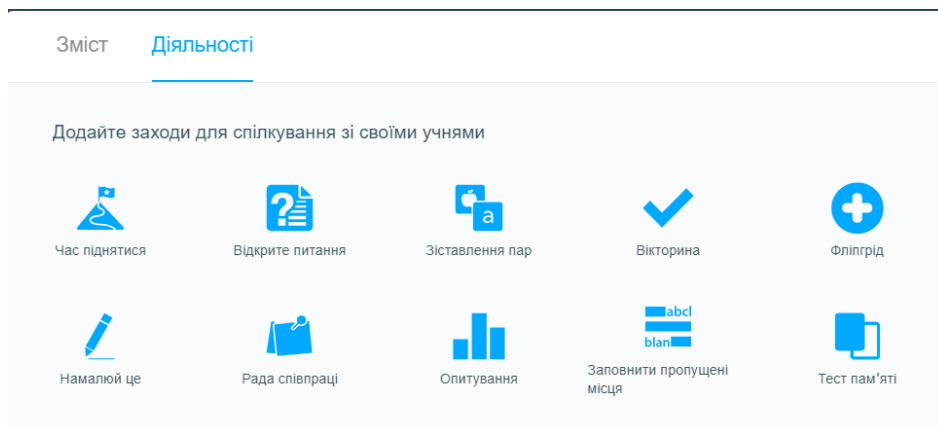 Зміст Діяльності
Додайте заходи для спілкування зі своїми учнями
a
Час піднятися Відкрите питання Зіставлення пар Вікторина Фліпгрід
abcl
blan
Намалюй це Рада співпраці Опитування Заповнити пропущені Тест пам'яті
місця